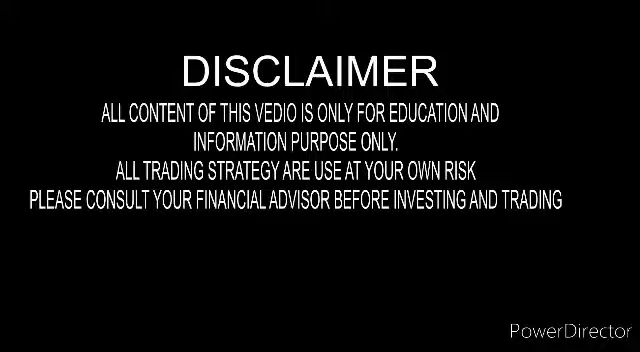 DISCLAIMER
ALL CONTENT OF THIS VEDIO IS ONLY FOR EDUCATION AND
INFORMATION PURPOSE ONLY.
ALL TRADING STRATEGY ARE USE AT YOUR OWN RISK
PLEASE CONSULT YOUR FINANCIAL ADVISOR BEFORE INVESTING AND TRADING
PowerDirector